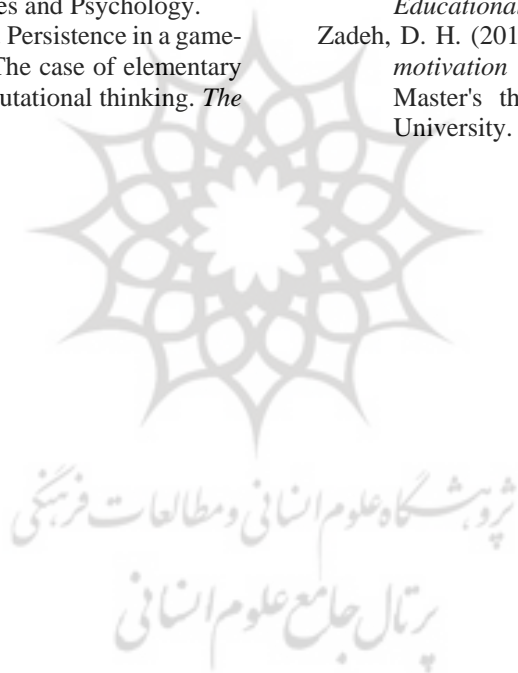 es and Psychology.
Persistence in a game-
The case of elementary
utational thinking. The
Educational
Zadeh, D. H. (201
motivation
Master's th
University.
پژوهشگاه علوم انسانی و مطالعات فرهنگی
پرتال جامع علوم انسانی